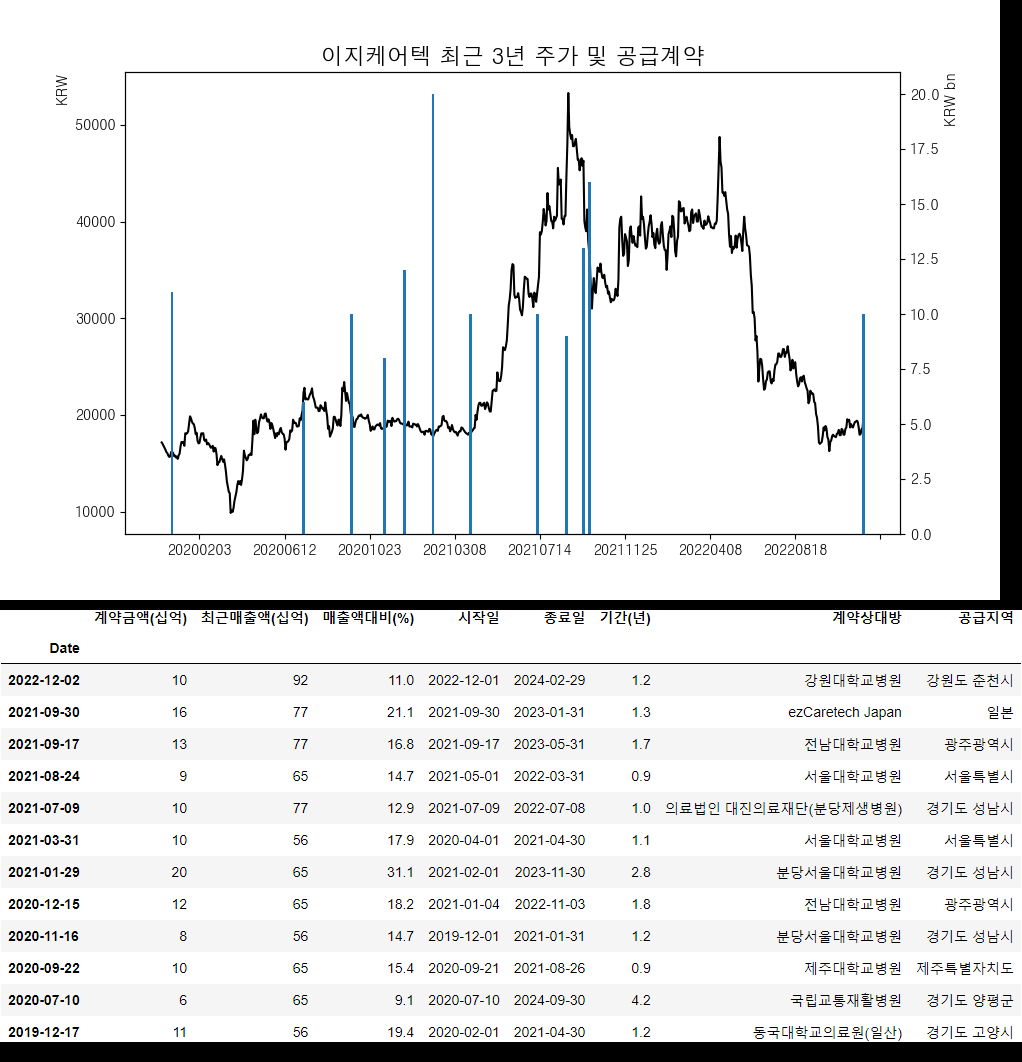 이지케어텍 최근 3년 주가 및 공급계약
KRW
KRW bn
50000
40000
30000
20000
10000
20.0
17.5
15.0
12.5
10.0
7.5
5.0
2.5
0.0
20200203 20200612 20201023 20210308 20210714 20211125 20220408 20220818
계약금액(십억) 최근매출액(십억) 매출액대비(%) 시작일 종료일 기간(년) 계약상대방 공급지역
Date
2022-12-02 10 92 11.0 2022-12-01 2024-02-29 1.2 강원대학교병원 강원도 춘천시
2021-09-30 16 77 21.1 2021-09-30 2023-01-31 1.3 ezCaretech Japan 일본
2021-09-17 13 77 16.8 2021-09-17 2023-05-31 1.7 전남대학교병원 광주광역시
2021-08-24 9 65 14.7 2021-05-01 2022-03-31 0.9 서울대학교병원 서울특별시
2021-07-09 10 77 12.9 2021-07-09 2022-07-08 1.0 의료법인 대진의료재단(분당제생병원) 경기도 성남시
2021-03-31 10 56 17.9 2020-04-01 2021-04-30 1.1 서울대학교병원 서울특별시
2021-01-29 20 65 31.1 2021-02-01 2023-11-30 2.8 분당서울대학교병원 경기도 성남시
2020-12-15 12 65 18.2 2021-01-04 2022-11-03 1.8 전남대학교병원 광주광역시
2020-11-16 8 56 14.7 2019-12-01 2021-01-31 1.2 분당서울대학교병원 경기도 성남시
2020-09-22 10 65 15.4 2020-09-21 2021-08-26 0.9 제주대학교병원 제주특별자치도
2020-07-10 6 65 9.1 2020-07-10 2024-09-30 4.2 국립교통재활병원 경기도 양평군
2019-12-17 11 56 19.4 2020-02-01 2021-04-30 1.2 동국대학교의료원(일산) 경기도 고양시